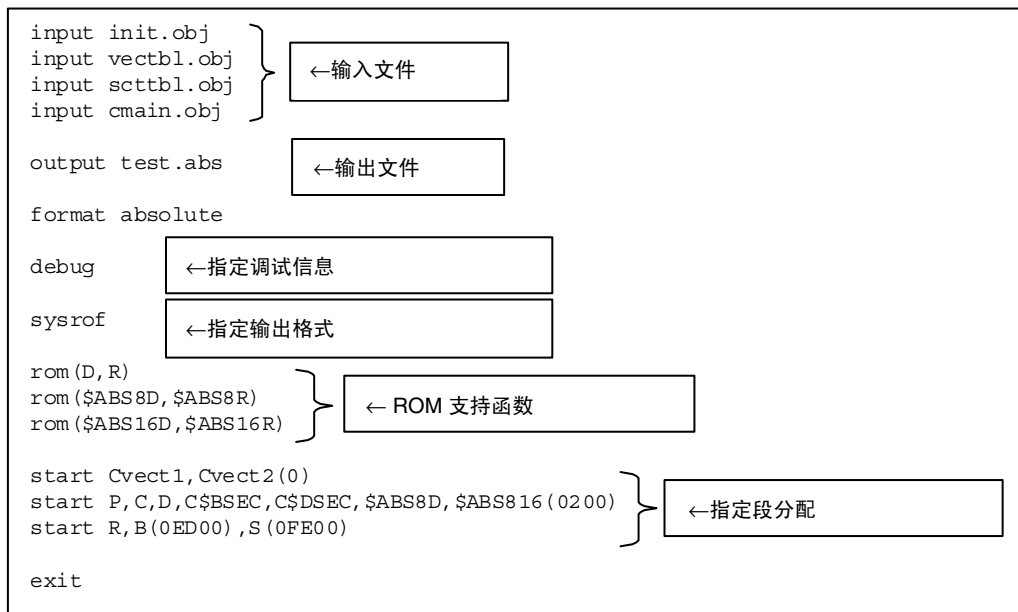 input init.obj
input vectbl.obj
input scttbl.obj
input cmain.obj
←输入文件
output test.abs
←输出文件
format absolute
debug
←指定调试信息
sysrof
←指定输出格式
rom(D,R)
rom($ABS8D,$ABS8R)
rom($ABS16D,$ABS16R)
← ROM 支持函数
start Cvect1,Cvect2(0)
start P,C,D,C$BSEC,C$DSEC,$ABS8D,$ABS816(0200)
start R,B(0ED00),S(0FE00)
←指定段分配
exit